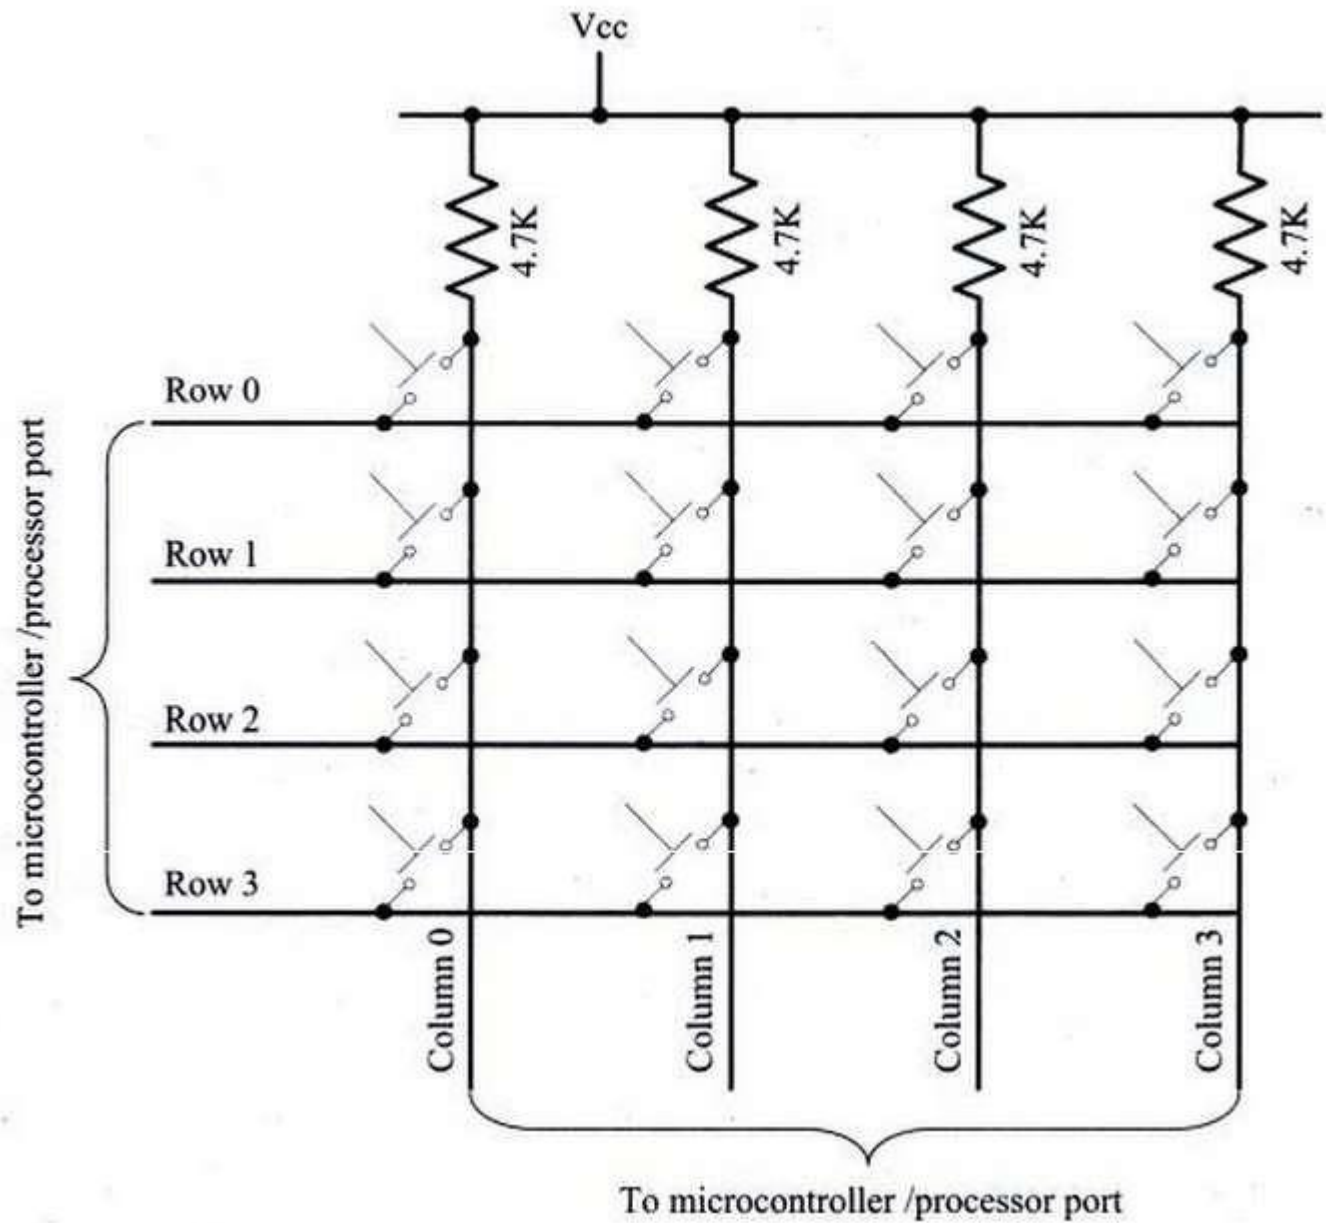 Vcc
4.7K
4.7K
4.7K
4.7K
Row 0
Row 1
Row 2
Row 3
To microcontroller /processor port
Column 0
Column 1
Column 2
Column 3
To microcontroller /processor port